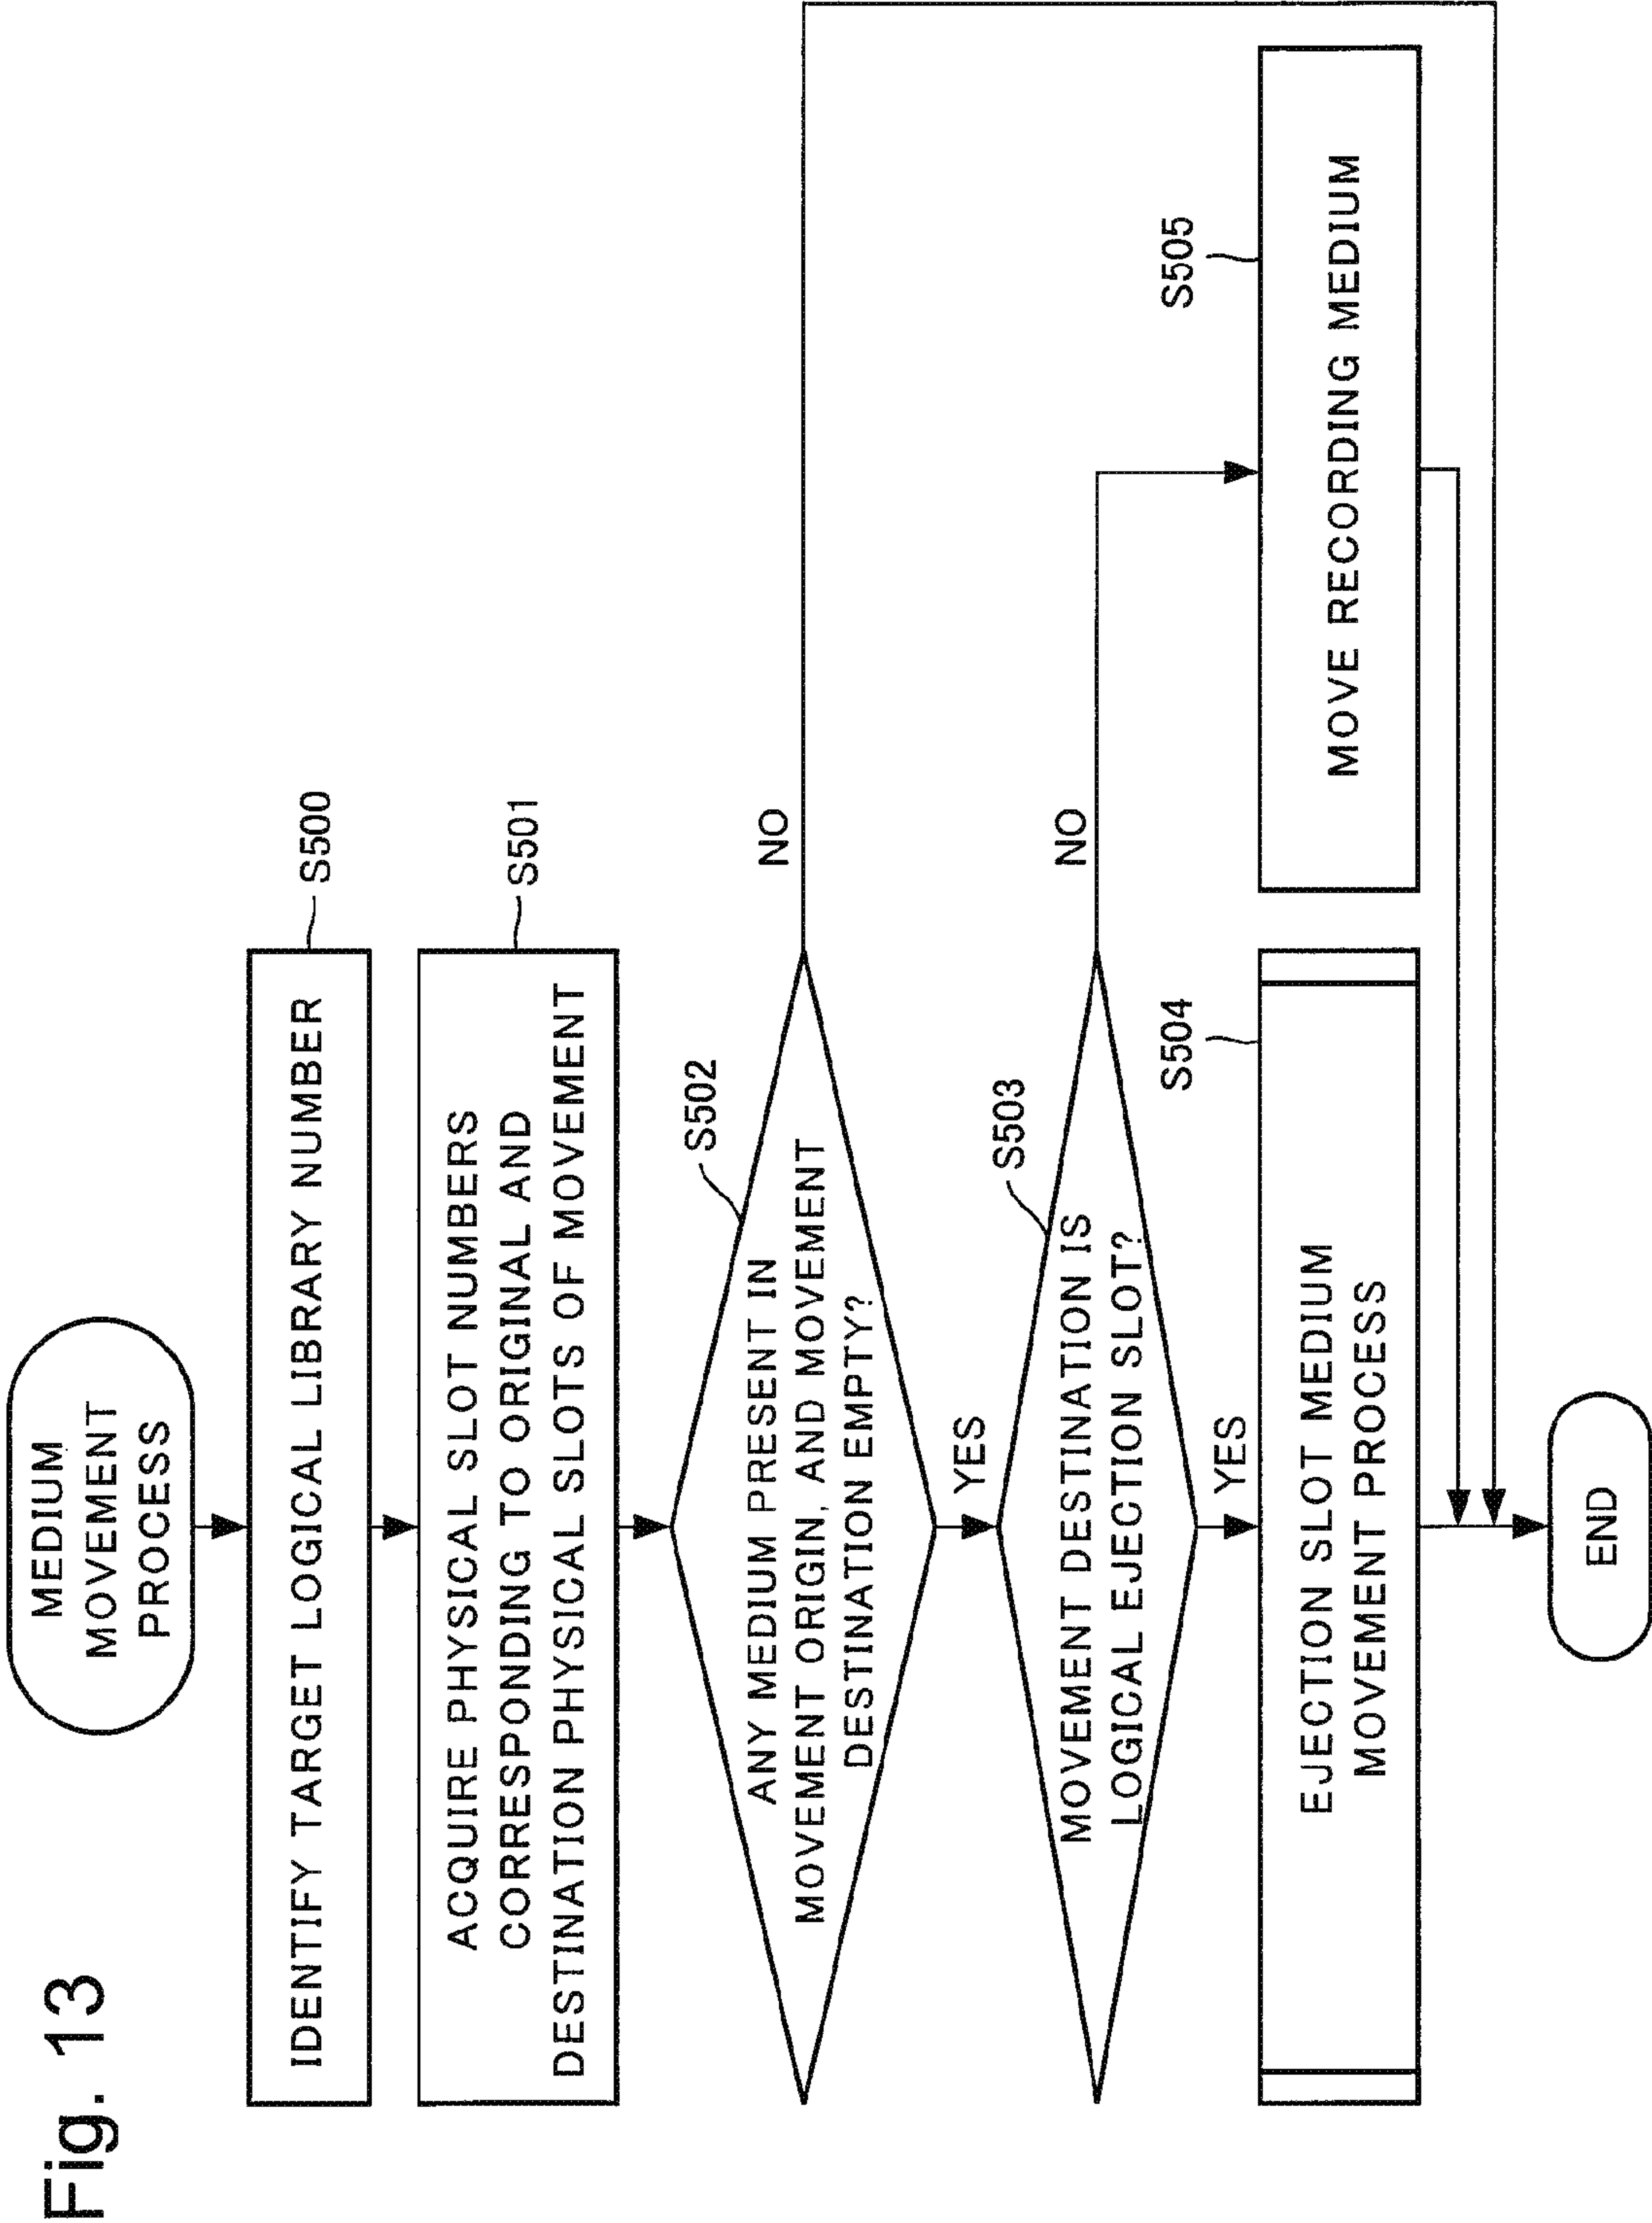 Fig. 13
MEDIUM
MOVEMENT
PROCESS
S500
IDENTIFY TARGET LOGICAL LIBRARY NUMBER
S501
ACQUIRE PHYSICAL SLOT NUMBERS
CORRESPONDING TO ORIGINAL AND
DESTINATION PHYSICAL SLOTS OF MOVEMENT
S502
ANY MEDIUM PRESENT IN
MOVEMENT ORIGIN, AND MOVEMENT
DESTINATION EMPTY?
NO
YES
S503
MOVEMENT DESTINATION IS
LOGICAL EJECTION SLOT?
NO
YES
S504
EJECTION SLOT MEDIUM
MOVEMENT PROCESS
S505
MOVE RECORDING MEDIUM
END